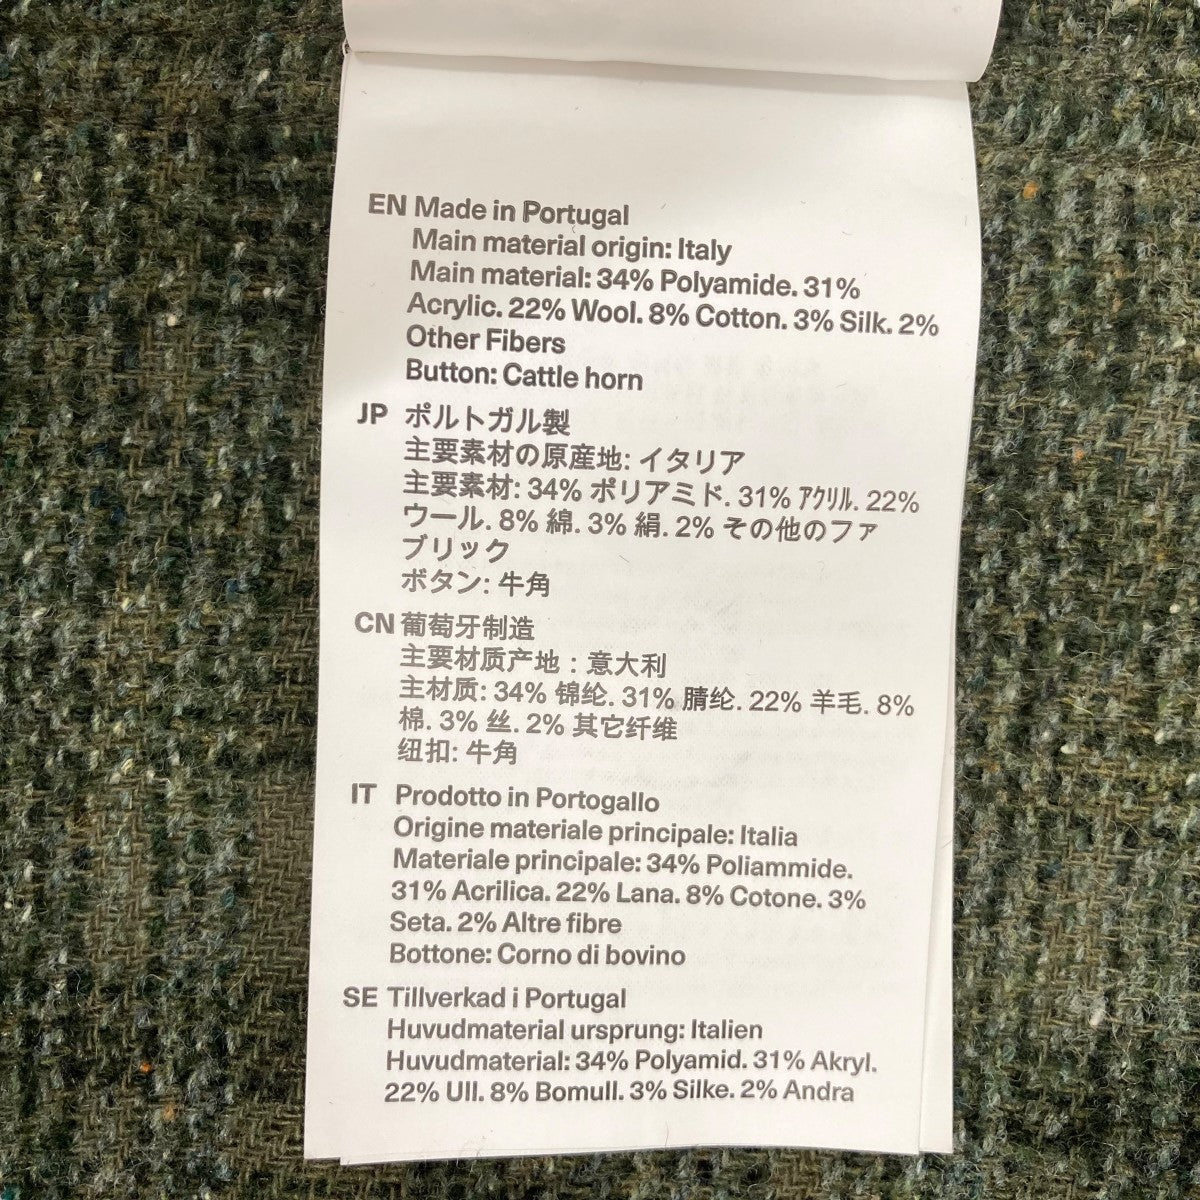 EN Made in Portugal
Main material origin: Italy
Main material: 34% Polyamide. 31%
Acrylic. 22% Wool. 8% Cotton. 3% Silk. 2%
Other Fibers
Button: Cattle horn
JP ポルトガル製
主要素材の原産地: イタリア
主要素材: 34% ポリアミド. 31% ｱｸﾘﾙ. 22%
ウール. 8% 綿. 3% 絹. 2% その他のファ
ブリック
ボタン: 牛角
CN 葡萄牙制造
主要材质产地：意大利
主材质: 34% 锦纶. 31% 腈纶. 22% 羊毛. 8%
棉. 3% 丝. 2% 其它纤维
纽扣: 牛角
IT Prodotto in Portogallo
Origine materiale principale: Italia
Materiale principale: 34% Poliammide.
31% Acrilica. 22% Lana. 8% Cotone. 3%
Seta. 2% Altre fibre
Bottone: Corno di bovino
SE Tillverkad i Portugal
Huvudmaterial ursprung: Italien
Huvudmaterial: 34% Polyamid. 31% Akryl.
22% Ull. 8% Bomull. 3% Silke. 2% Andra